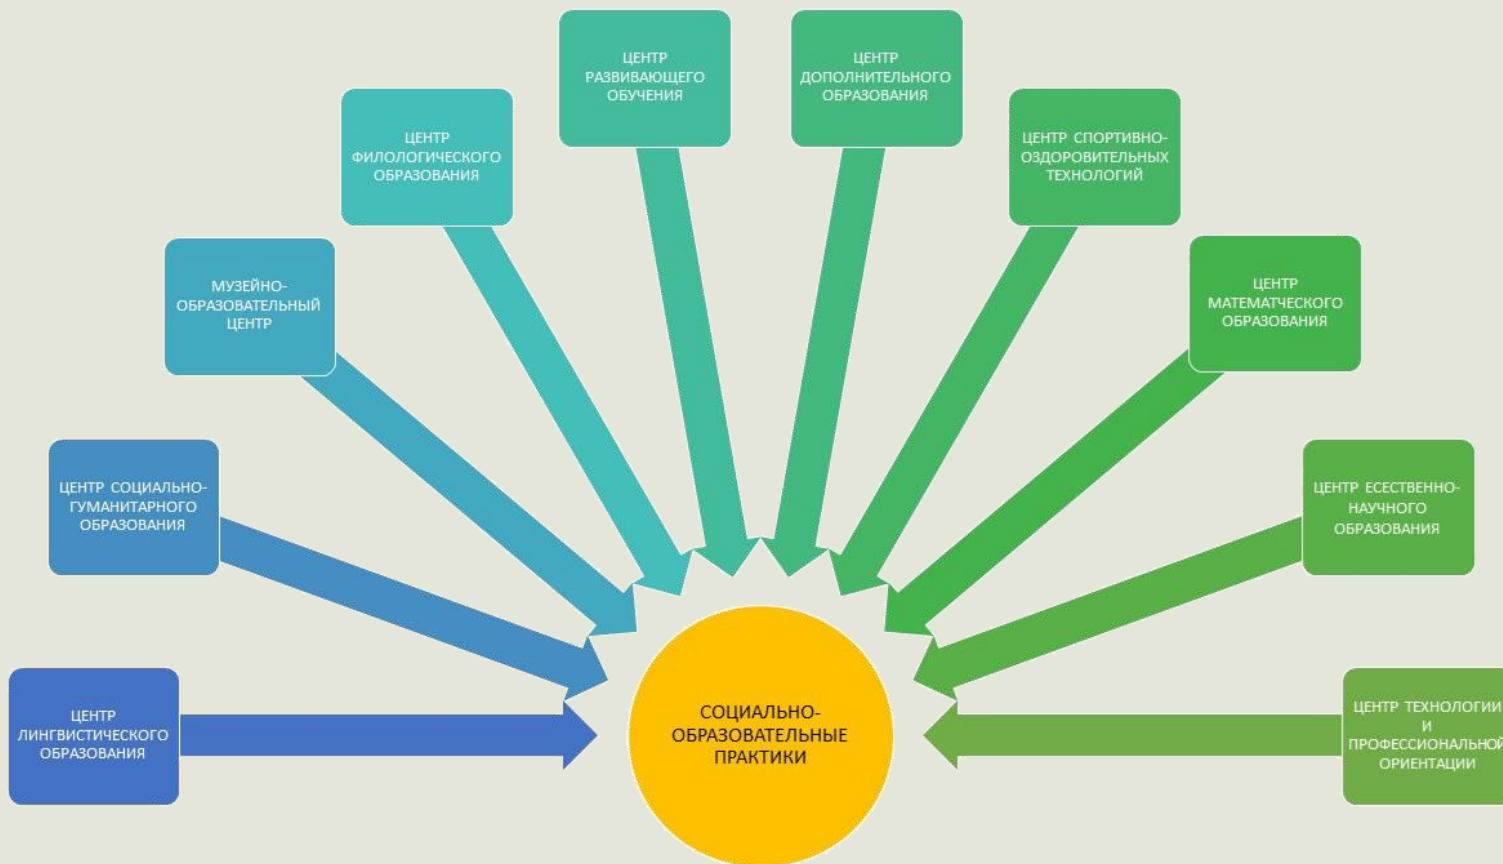 ЦЕНТР
РАЗВИВАЮЩЕГО
ОБУЧЕНИЯ
ЦЕНТР
ДОПОЛНИТЕЛЬНОГО
ОБРАЗОВАНИЯ
ЦЕНТР
ФИЛОЛОГИЧЕСКОГО
ОБРАЗОВАНИЯ
ЦЕНТР СПОРТИВНО-
ОЗДОРОВИТЕЛЬНЫХ
ТЕХНОЛОГИЙ
МУЗЕЙНО-
ОБРАЗОВАТЕЛЬНЫЙ
ЦЕНТР
ЦЕНТР
МАТЕМАТЧЕСКОГО
ОБРАЗОВАНИЯ
ЦЕНТР СОЦИАЛЬНО-
ГУМАНИТАРНОГО
ОБРАЗОВАНИЯ
ЦЕНТР ЕСЕСТВЕННО-
НАУЧНОГО
ОБРАЗОВАНИЯ
ЦЕНТР
ЛИНГВИСТИЧЕСКОГО
ОБРАЗОВАНИЯ
СОЦИАЛЬНО-
ОБРАЗОВАТЕЛЬНЫЕ
ПРАКТИКИ
ЦЕНТР ТЕХНОЛОГИИ
И
ПРОФЕССИОНАЛЬНОЙ
ОРИЕНТАЦИИ